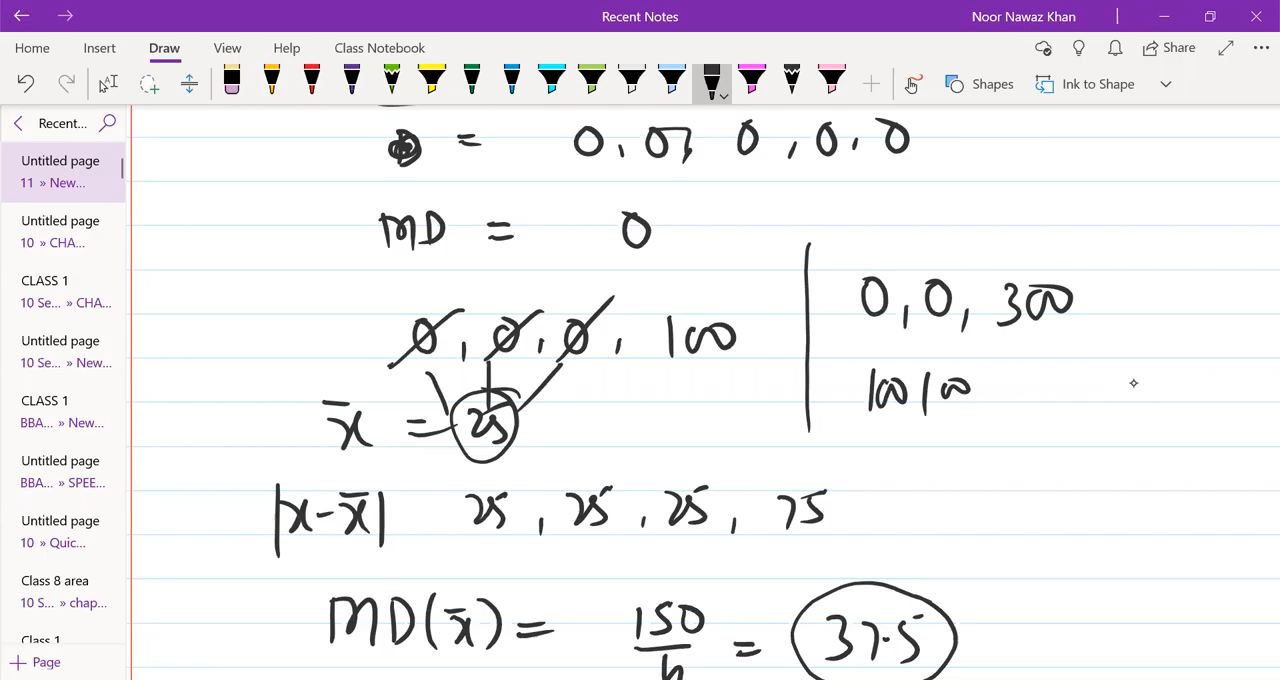 Recent Notes
Noor Nawaz Khan
Home Insert Draw View Help Class Notebook
Share
Shapes
Ink to Shape
Recent...
Untitled page
11 » New...
Untitled page
10 » CHA...
CLASS 1
10 Se... » CHA...
Untitled page
10 Se... » New...
CLASS 1
BBA... » New...
Untitled page
BBA... » SPEE...
Untitled page
10 » Quic...
Class 8 area
10 S... » chap...
Class 1
+ Page
= 0, 0, 0, 0, 0
MD = 0
0, 0, 0, 100
x̄ = 25
|x-x̄| 25, 25, 25, 75
MD(x̄) = 150/4 = 37.5
0, 0, 300
100 100